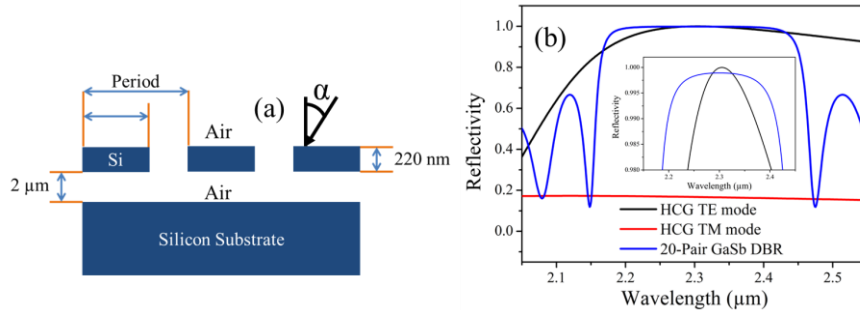 (a)
Period
α
Air
Si
220 nm
2 µm
Air
Silicon Substrate
(b)
Reflectivity
1.0
0.8
0.6
0.4
0.2
0.0
2.1
2.2
2.3
2.4
2.5
Wavelength (µm)
Reflectivity
1.000
0.995
0.990
0.985
0.980
2.2
2.3
2.4
Wavelength (µm)
HCG TE mode
HCG TM mode
20-Pair GaSb DBR